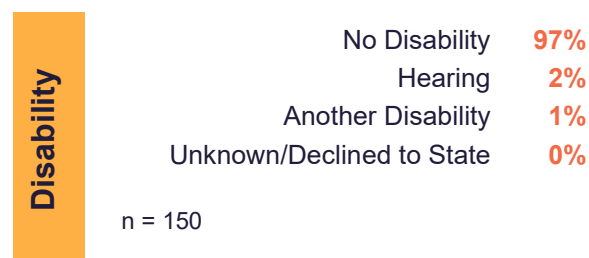 Disability
No Disability 97%
Hearing 2%
Another Disability 1%
Unknown/Declined to State 0%
n = 150